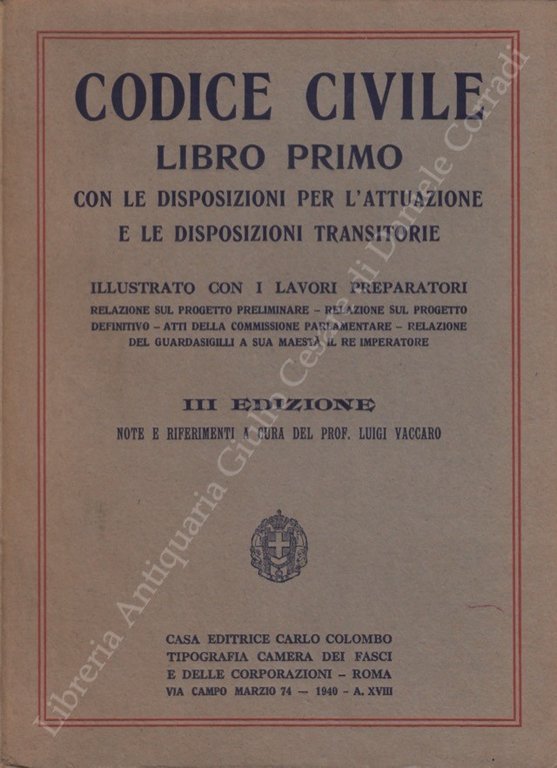 CODICE CIVILE
LIBRO PRIMO
CON LE DISPOSIZIONI PER L'ATTUAZIONE
E LE DISPOSIZIONI TRANSITORIE
ILLUSTRATO CON I LAVORI PREPARATORI
RELAZIONE SUL PROGETTO PRELIMINARE – RELAZIONE SUL PROGETTO
DEFINITIVO – ATTI DELLA COMMISSIONE PARLAMENTARE – RELAZIONE
DEL GUARDASIGILLI A SUA MAESTÀ IL RE IMPERATORE
III EDIZIONE
NOTE E RIFERIMENTI A CURA DEL PROF. LUIGI VACCARO
CASA EDITRICE CARLO COLOMBO
TIPOGRAFIA CAMERA DEI FASCI
E DELLE CORPORAZIONI – ROMA
VIA CAMPO MARZIO 74 — 1940 – A. XVIII
Libreria Antiquaria Giulio Cesare di Daniele Corradi